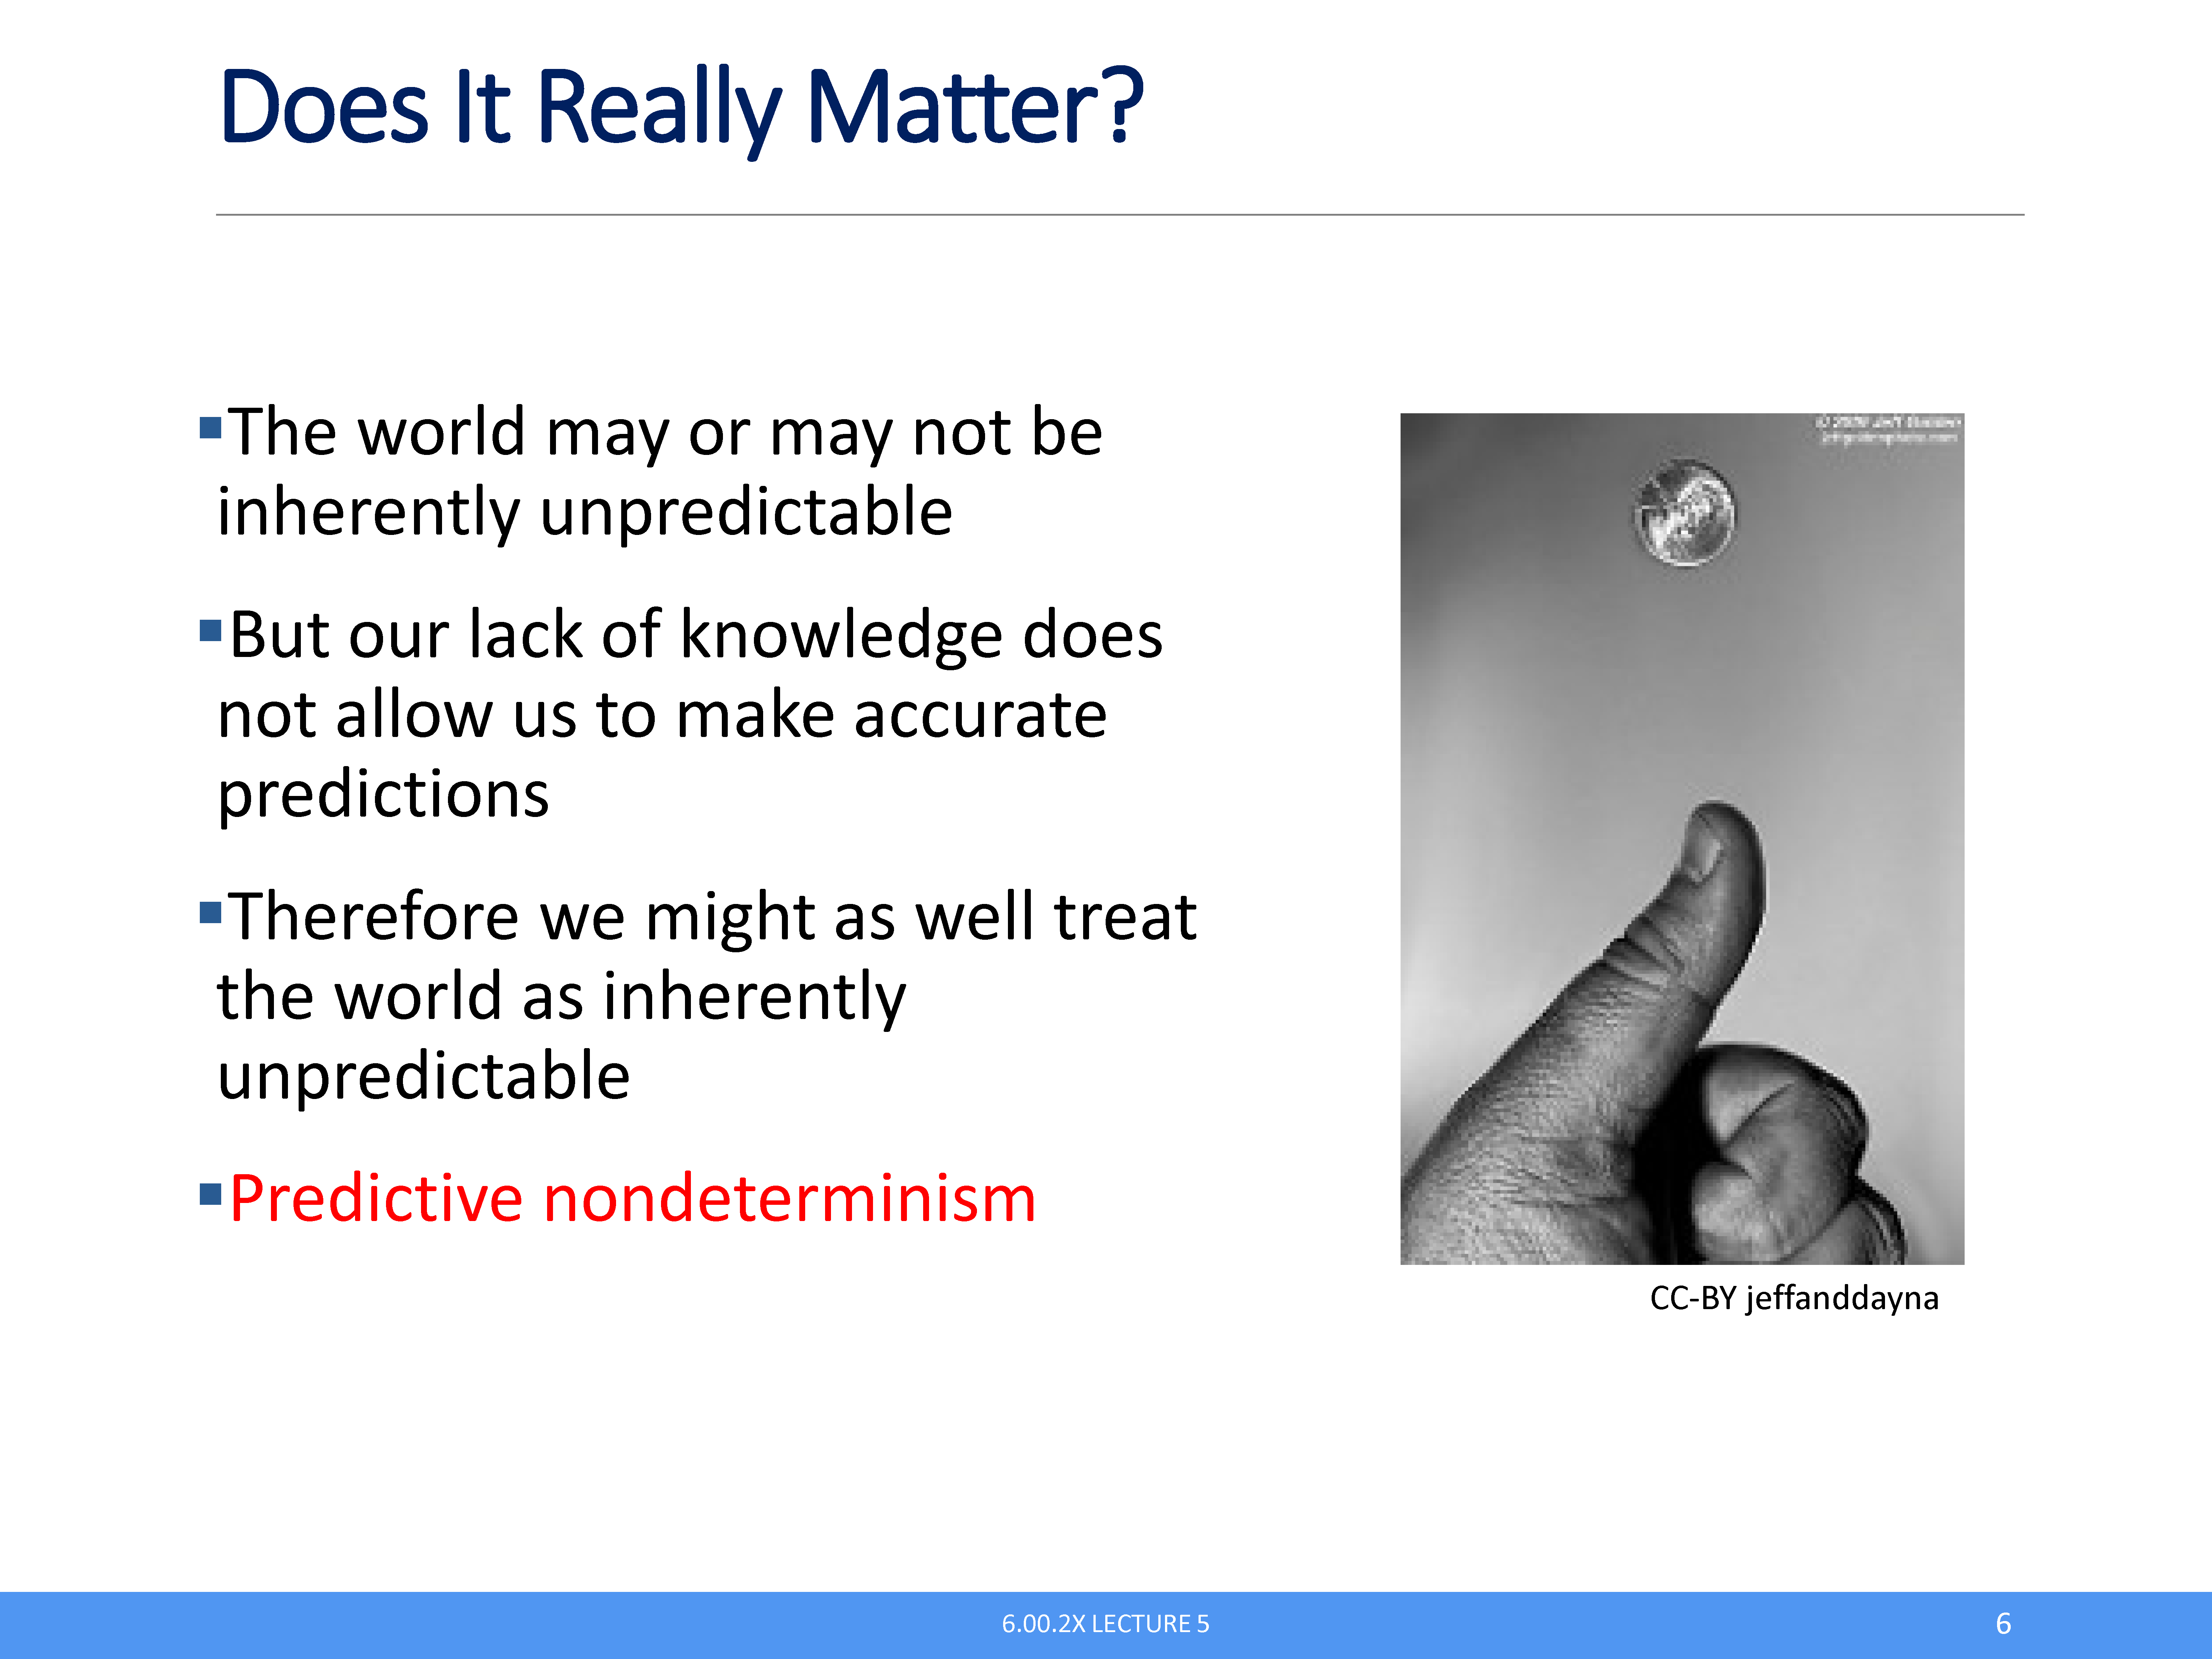 Does It Really Matter?
▪The world may or may not be
inherently unpredictable
▪But our lack of knowledge does
not allow us to make accurate
predictions
▪Therefore we might as well treat
the world as inherently
unpredictable
▪Predictive nondeterminism
CC-BY jeffanddayna
6.00.2X LECTURE 5
6